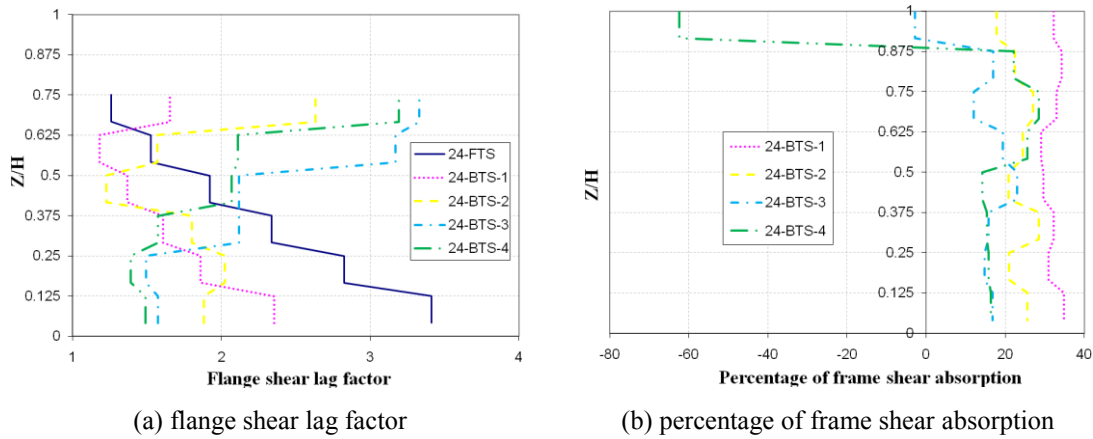 1
0.875
0.75
0.625
0.5
0.375
0.25
0.125
0
Z/H
1
2
3
4
Flange shear lag factor
24-FTS
24-BTS-1
24-BTS-2
24-BTS-3
24-BTS-4
(a) flange shear lag factor
1
0.875
0.75
0.625
0.5
0.375
0.25
0.125
0
Z/H
-80
-60
-40
-20
0
20
40
Percentage of frame shear absorption
24-BTS-1
24-BTS-2
24-BTS-3
24-BTS-4
(b) percentage of frame shear absorption